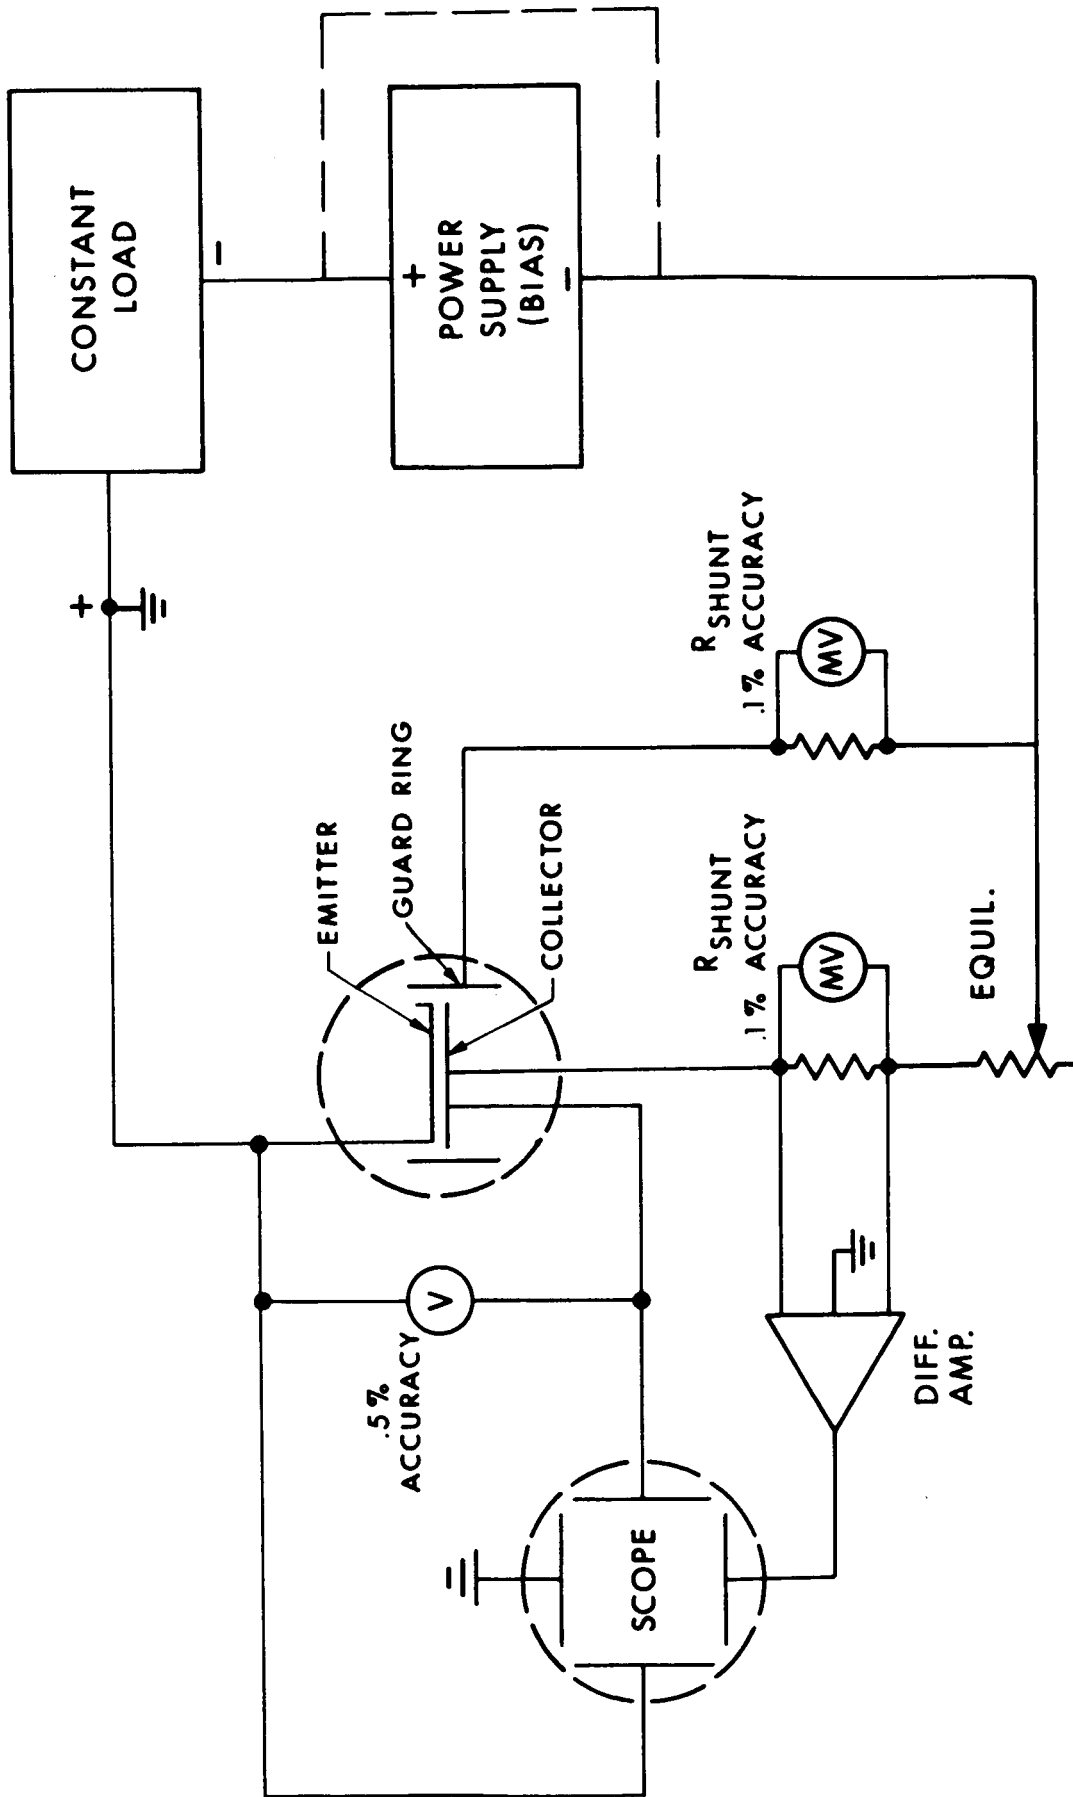 CONSTANT
LOAD
+
-
+
POWER
SUPPLY
(BIAS)
-
EMITTER
GUARD RING
COLLECTOR
R SHUNT
.1% ACCURACY
MV
R SHUNT
.1% ACCURACY
MV
EQUIL.
V
.5%
ACCURACY
SCOPE
DIFF.
AMP.